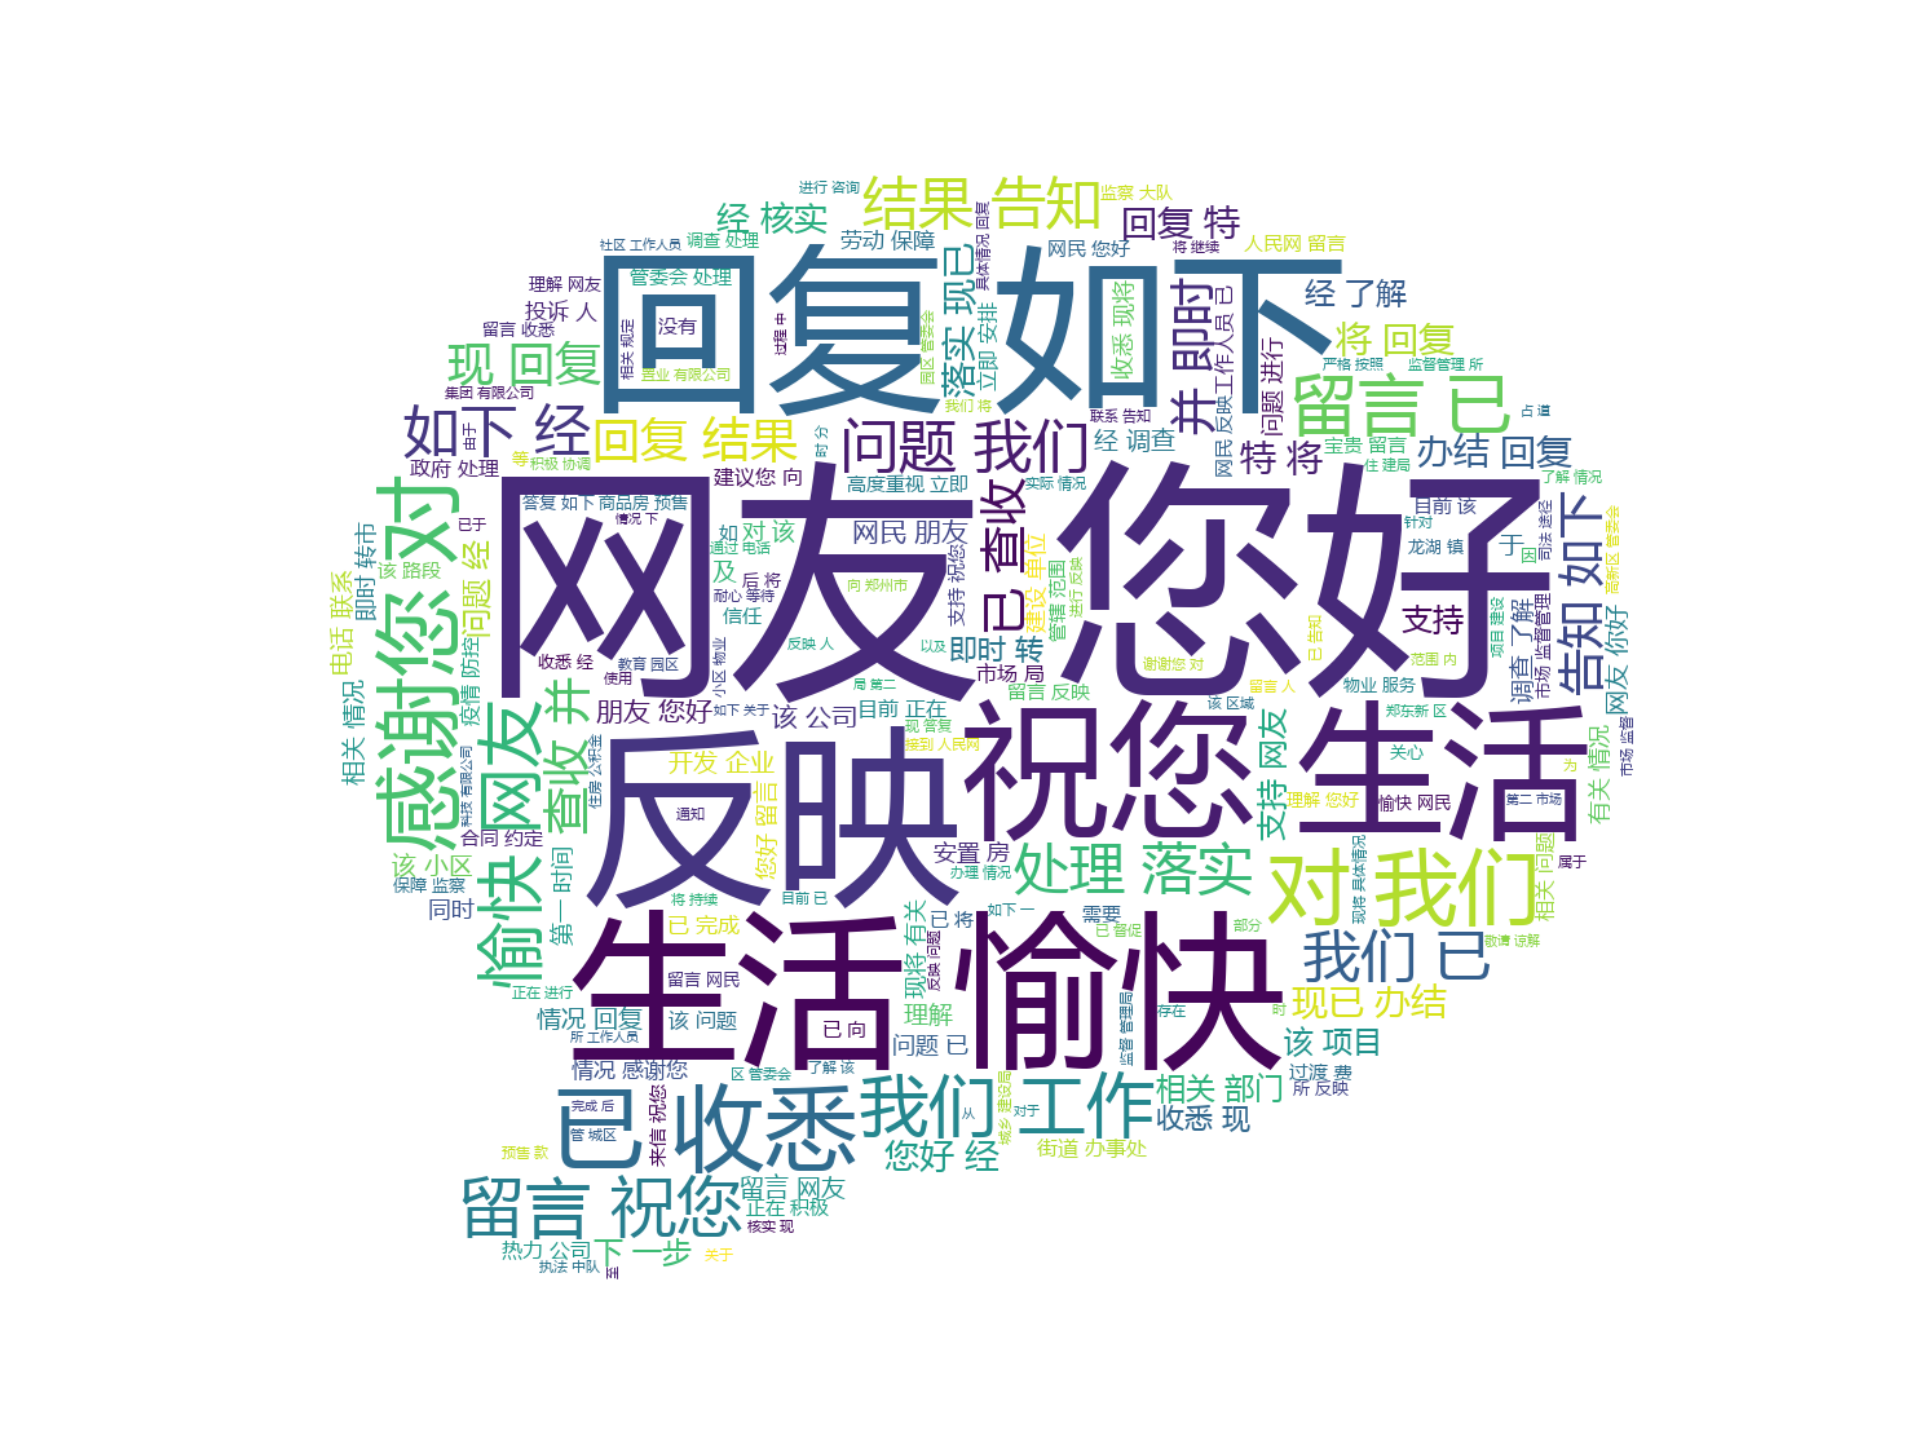 进行 咨询
结果 告知
监察 大队
经 核实
回复 特
社区 工作人员
调查 处理
劳动 保障
网民 您好
将 继续
人民网 留言
具体情况 回复
管委会 处理
理解 网友
投诉 人
留言 收悉
回复 如下
没有
相关 规定
置业 有限公司
过程 中
园区 管委会
落实 现已
立即 安排
收悉 现将
并 即时
工作人员 已
网民 反映
问题 进行
经 了解
将 回复
现 回复
严格 按照
监督管理 所
集团 有限公司
我们 将
联系 告知
留言 已
占 道
如下 经
由于
回复 结果
时 分
问题 我们
经 调查
特 将
宝贵 留言
办结 回复
政府 处理
等
积极 协调
建议您 向
高度重视 立即
实际 情况
住 建局
了解 情况
答复 如下
商品房 预售
情况 下
已于
感谢您 对
即时 转市
该 路段
问题 经
网友 您好
如
对 该
通过 电话
网民 朋友
已 查收
建设 单位
目前 该
针对
龙湖 镇
于
因
司法 途径
告知 如下
高新区 管委会
及
后 将
耐心 等待
信任
向 郑州市
支持 祝您
管辖 范围
进行 反映
电话 联系
疫情 防控
收悉 经
教育 园区
使用
小区 物业
反映 人
以及
即时 转
市场 局
谢谢您 对
已 告知
支持
范围 内
项目 建设
调查 了解
市场 监督管理
网友 你好
相关 情况
愉快 网友
查收 并
朋友 您好
如下 关于
该 公司
局 第二
目前 正在
留言 反映
该 区域
留言 人
物业 服务
郑东新 区
科技 有限公司
住房 公积金
反映
开发 企业
现 答复
接到 人民网
祝您 生活
支持 网友
关心
为
有关 情况
市场 监督
通知
您好 留言
理解 您好
愉快 网民
第二 市场
合同 约定
该 小区
保障 监察
同时
第一 时间
安置 房
办理 情况
处理 落实
对 我们
现将 具体情况
相关 问题
属于
将 持续
目前 已
已 完成
生活 愉快
现将 有关
已 将
反映 问题
如下 一
需要
已 督促
部分
我们 已
敬请 谅解
留言 网民
正在 进行
情况 回复
该 问题
已 向
理解
问题 已
监督 管理局
存在
时
现已 办结
该 项目
所 工作人员
情况 感谢您
区 管委会
了解 该
过渡 费
所 反映
完成 后
管 城区
来信 祝您
已 收悉
我们 工作
从
城乡 建设局
对于
相关 部门
收悉 现
预售 款
您好 经
街道 办事处
留言 祝您
留言 网友
正在 积极
核实 现
热力 公司
下 一步
关于
执法 中队
至